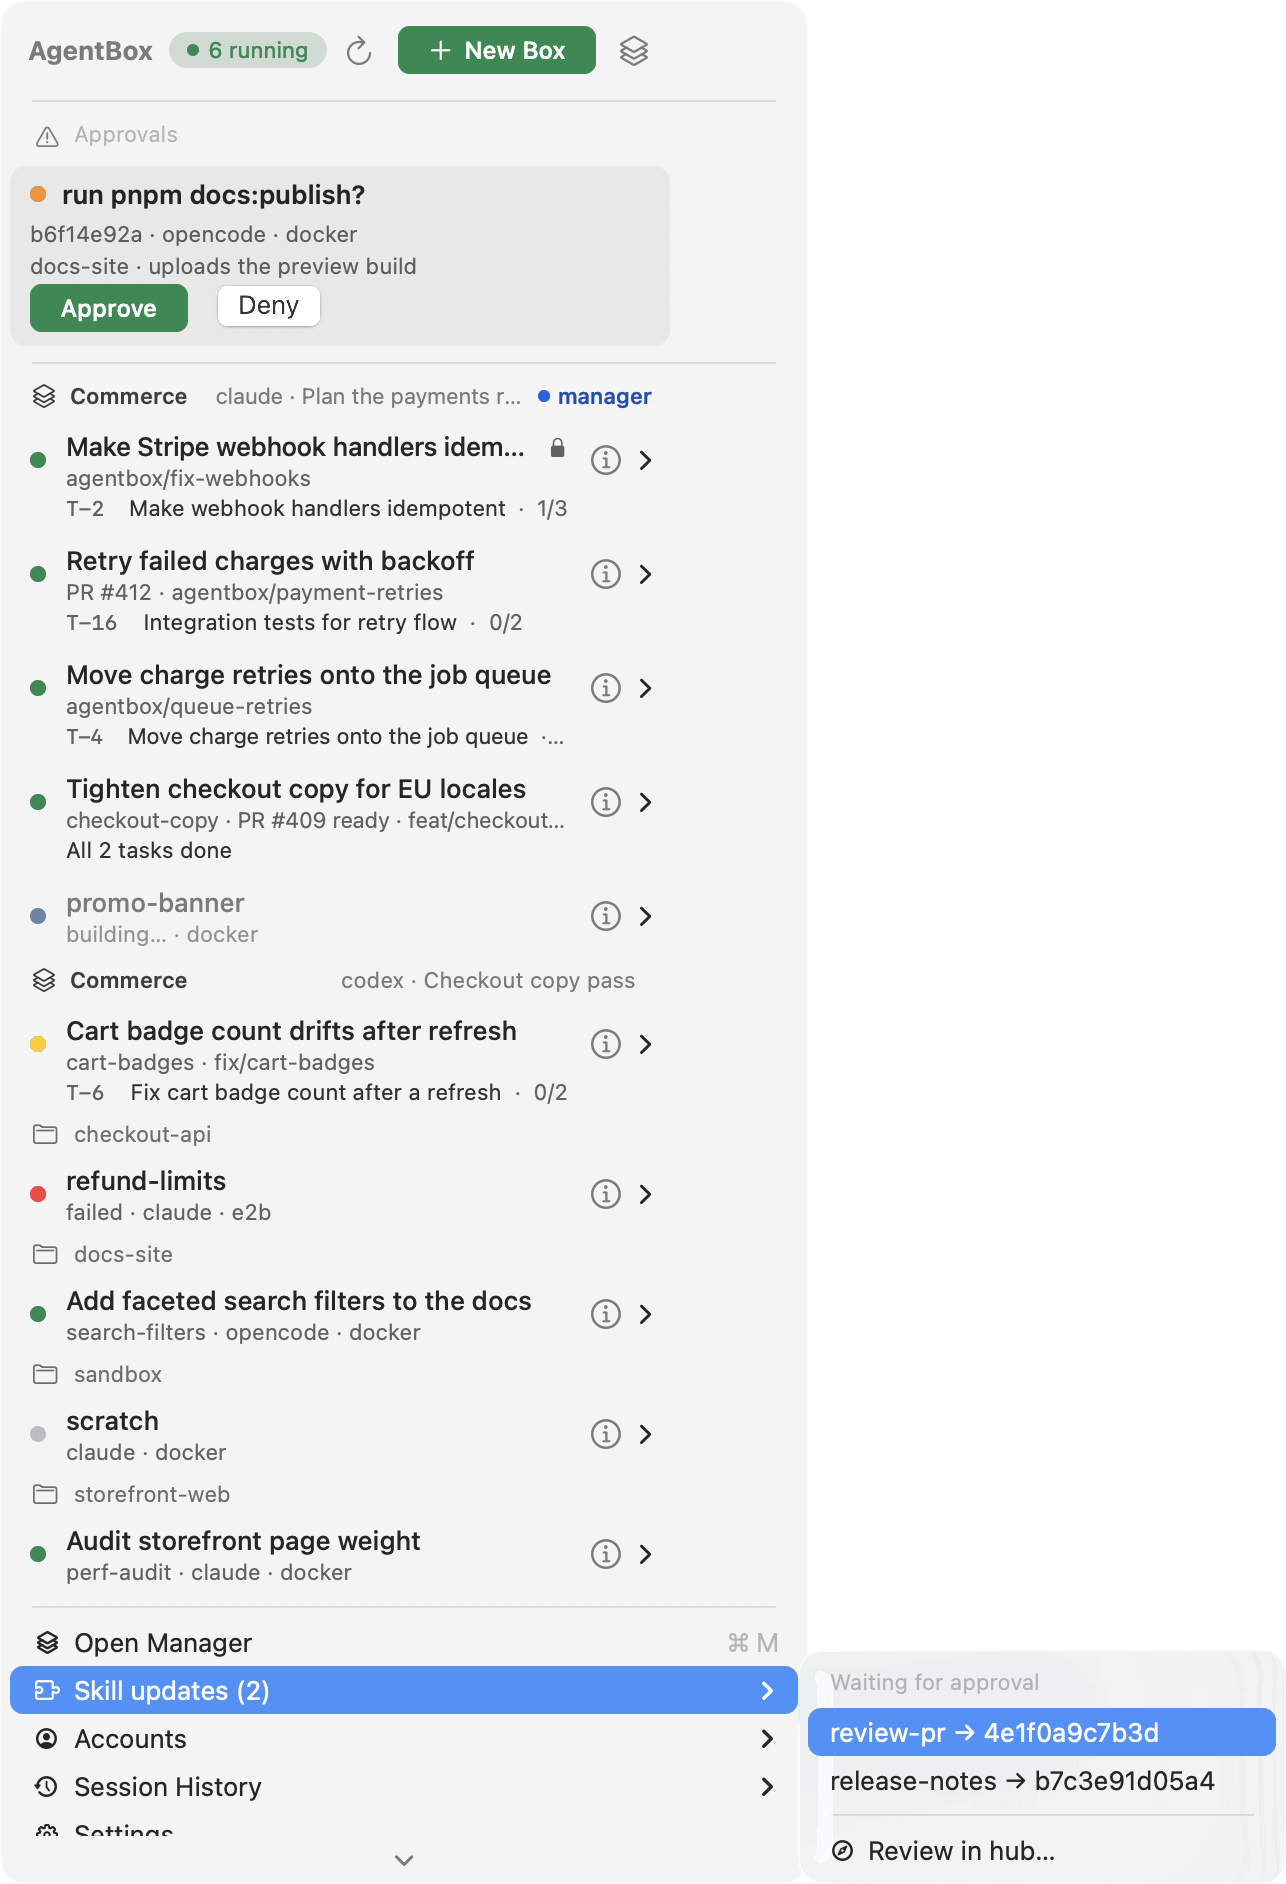 AgentBox
6 running
New Box
Approvals
run pnpm docs:publish?
b6f14e92a · opencode · docker
docs-site · uploads the preview build
Approve
Deny
Commerce claude · Plan the payments r... manager
Make Stripe webhook handlers idem...
agentbox/fix-webhooks
T–2 Make webhook handlers idempotent · 1/3
Retry failed charges with backoff
PR #412 · agentbox/payment-retries
T–16 Integration tests for retry flow · 0/2
Move charge retries onto the job queue
agentbox/queue-retries
T–4 Move charge retries onto the job queue ·...
Tighten checkout copy for EU locales
checkout-copy · PR #409 ready · feat/checkout...
All 2 tasks done
promo-banner
building... · docker
Commerce codex · Checkout copy pass
Cart badge count drifts after refresh
cart-badges · fix/cart-badges
T–6 Fix cart badge count after a refresh · 0/2
checkout-api
refund-limits
failed · claude · e2b
docs-site
Add faceted search filters to the docs
search-filters · opencode · docker
sandbox
scratch
claude · docker
storefront-web
Audit storefront page weight
perf-audit · claude · docker
Open Manager ⌘ M
Skill updates (2)
Accounts
Session History
Settings
Waiting for approval
review-pr → 4e1f0a9c7b3d
release-notes → b7c3e91d05a4
Review in hub...